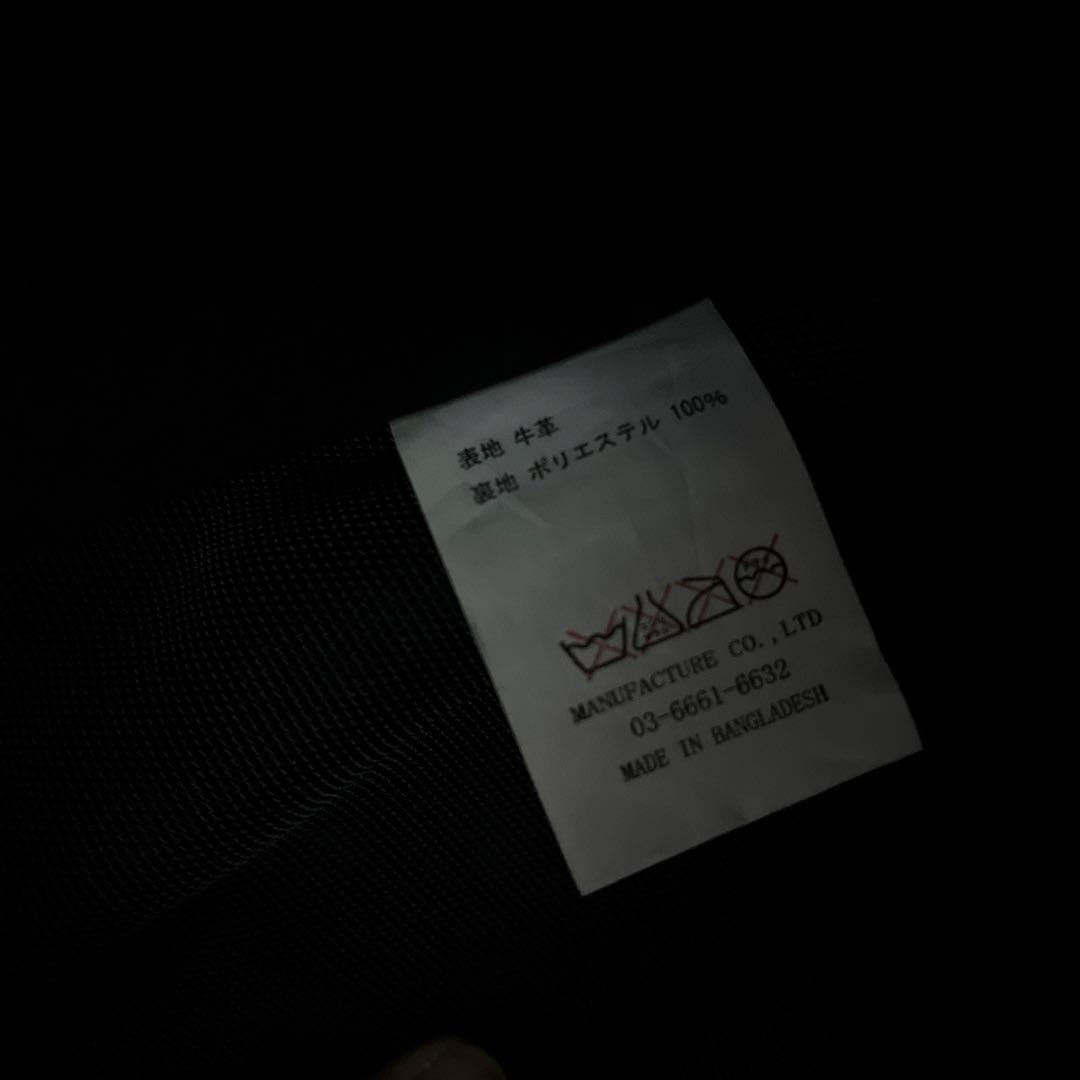 表地 牛革
裏地 ポリエステル 100%
MANUFACTURE CO.,LTD
03-6661-6632
MADE IN BANGLADESH